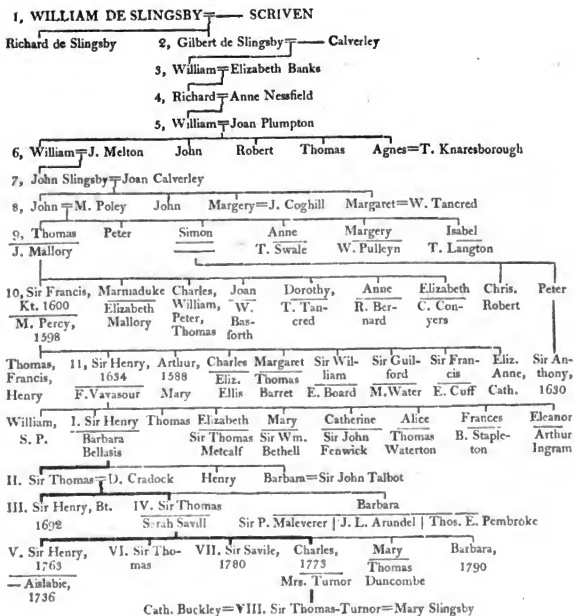 1, WILLIAM DE SLINGSBY = SCRIVEN
Richard de Slingsby 2, Gilbert de Slingsby = Calverley
3, William = Elizabeth Banks
4, Richard = Anne Nessfield
5, William = Joan Plumpton
6, William = J. Melton John Robert Thomas Agnes = T. Knaresborough
7, John Slingsby = Joan Calverley
8, John = M. Poley John Margery = J. Coghill Margaret = W. Tancred
9, Thomas Peter Simon Anne Margery Isabel
J. Mallory T. Swale W. Pulleyn T. Langton
10, Sir Francis, Marmaduke Charles, Joan Dorothy, Anne Elizabeth Chris. Peter
Kt. 1600 Elizabeth William, W. T. Tan- R. Ber- C. Con- Robert
M. Percy, Mallory Peter, Bas- cred nard yers
1598 Thomas forth
Thomas, 11, Sir Henry, Arthur, Charles Margaret Sir Wil- Sir Guil- Sir Fran- Eliz. Sir An-
Francis, 1634 1588 Eliz. Thomas liam ford cis Anne, thony,
Henry F. Vavasour Mary Ellis Barret E. Board M. Water E. Cuff Cath. 1630
William, I. Sir Henry Thomas Elizabeth Mary Catherine Alice Frances Eleanor
S. P. Barbara Sir Thomas Sir Wm. Sir John Thomas B. Staple- Arthur
Bellasis Metcalf Bethell Fenwick Waterton ton Ingram
II. Sir Thomas = D. Cradock Henry Barbara = Sir John Talbot
III. Sir Henry, Bt. IV. Sir Thomas Barbara
1692 Sarah Savill Sir P. Maleverer | J. L. Arundel | Thos. E. Pembroke
V. Sir Henry, VI. Sir Tho- VII. Sir Savile, Charles, Mary Barbara,
1763 mas 1780 1773 Thomas 1790
— Aislabie, Mrs. Turnor Duncombe
1736
Cath. Buckley = VIII. Sir Thomas-Turnor = Mary Slingsby